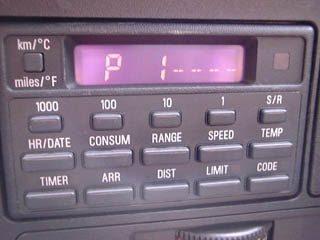 km/°C
P 1 -- -- -- --
miles/°F
1000 100 10 1 S/R
HR/DATE CONSUM RANGE SPEED TEMP
TIMER ARR DIST LIMIT CODE